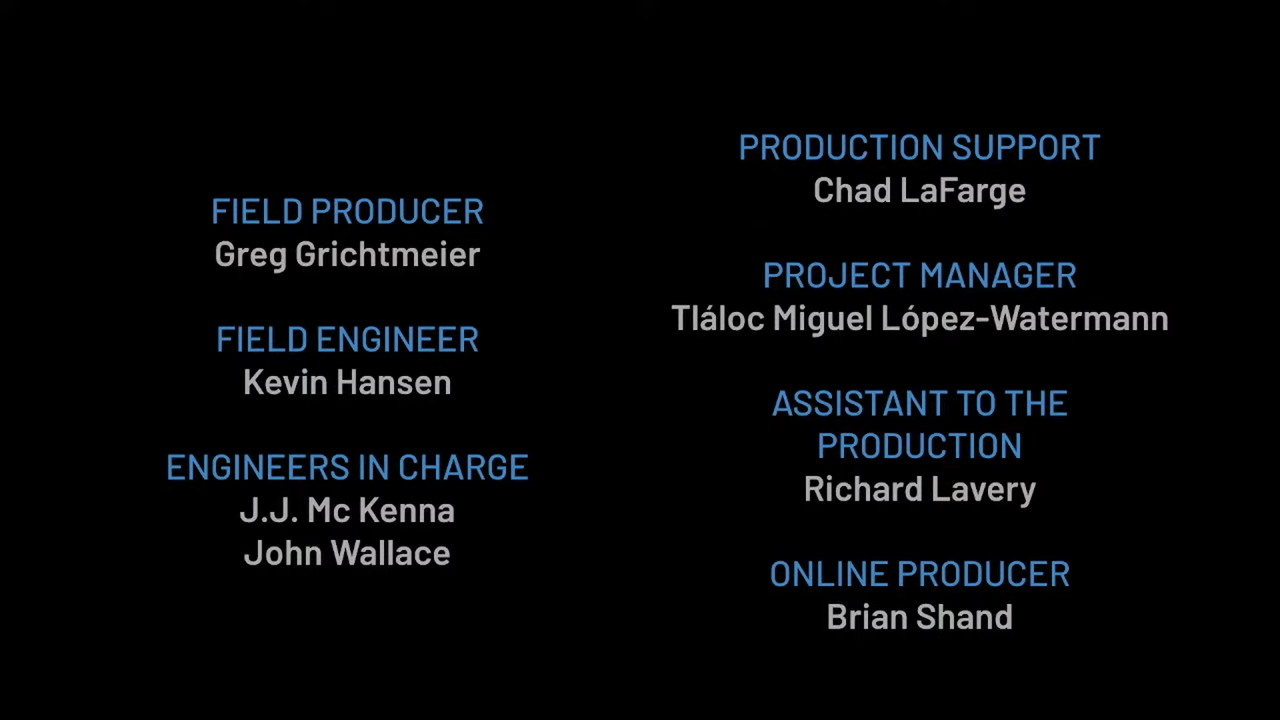 FIELD PRODUCER
Greg Grichtmeier
FIELD ENGINEER
Kevin Hansen
ENGINEERS IN CHARGE
J.J. Mc Kenna
John Wallace
PRODUCTION SUPPORT
Chad LaFarge
PROJECT MANAGER
Tláloc Miguel López-Watermann
ASSISTANT TO THE
PRODUCTION
Richard Lavery
ONLINE PRODUCER
Brian Shand